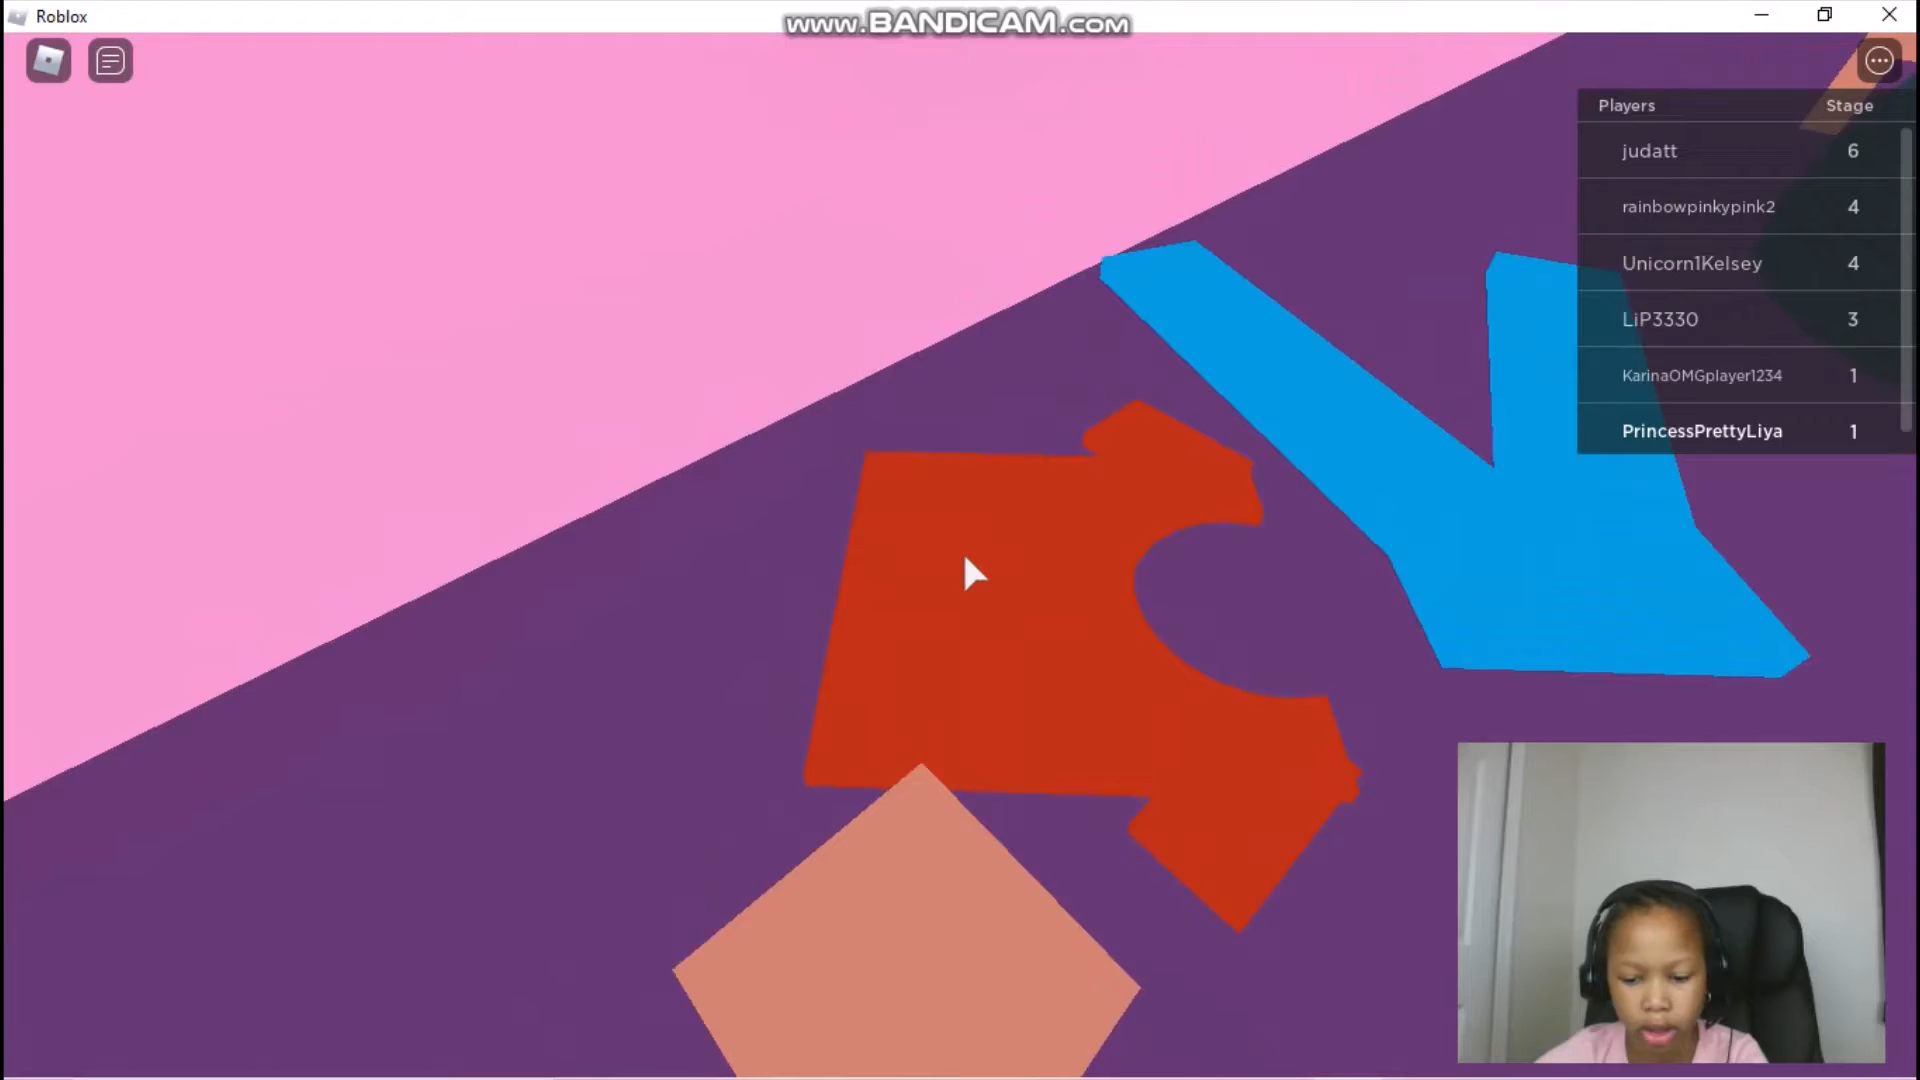 Roblox
www.BANDICAM.com
Players Stage
judatt 6
rainbowpinkypink2 4
Unicorn1Kelsey 4
LiP3330 3
KarinaOMGplayer1234 1
PrincessPrettyLiya 1